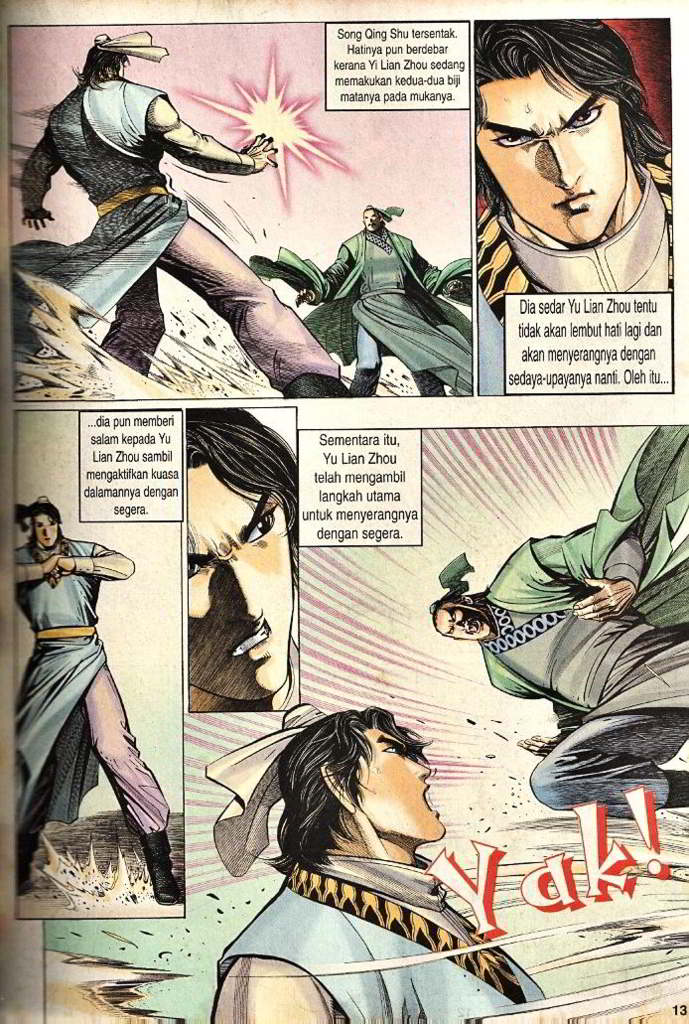 Song Qing Shu tersentak.
Hatinya pun berdebar
kerana Yi Lian Zhou sedang
memakukan kedua-dua biji
matanya pada mukanya.
Dia sedar Yu Lian Zhou tentu
tidak akan lembut hati lagi dan
akan menyerangnya dengan
sedaya-upayanya nanti. Oleh itu...
...dia pun memberi
salam kepada Yu
Lian Zhou sambil
mengaktifkan kuasa
dalamannya dengan
segera.
Sementara itu,
Yu Lian Zhou
telah mengambil
langkah utama
untuk menyerangnya
dengan segera.
Yak!
13